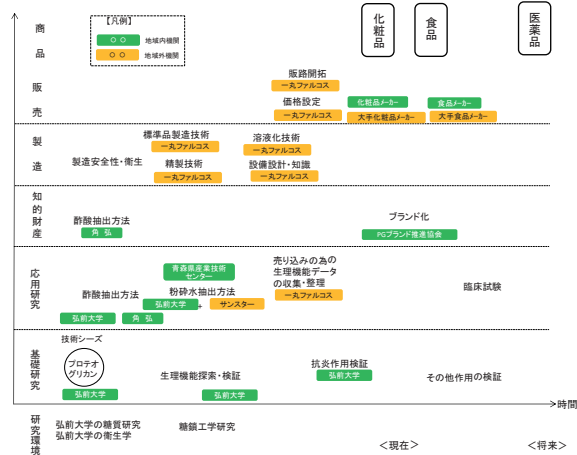 商品
【凡例】
○ ○ 地域内機関
○ ○ 地域外機関
化粧品
食品
医薬品
販売
販路開拓
一丸ファルコス
価格設定
一丸ファルコス
化粧品メーカー
大手化粧品メーカー
食品メーカー
大手食品メーカー
製造
製造安全性・衛生
標準品製造技術
一丸ファルコス
精製技術
一丸ファルコス
溶液化技術
一丸ファルコス
設備設計・知識
一丸ファルコス
知的財産
酢酸抽出方法
角 弘
ブランド化
PGブランド推進協会
応用研究
酢酸抽出方法
弘前大学
角 弘
青森県産業技術
センター
粉砕水抽出方法
弘前大学 + サンスター
売り込みの為の
生理機能データ
の収集・整理
一丸ファルコス
臨床試験
基礎研究
技術シーズ
プロテオ
グリカン
弘前大学
生理機能探索・検証
弘前大学
抗炎作用検証
弘前大学
その他作用の検証
時間
研究環境
弘前大学の糖質研究
弘前大学の衛生学
糖鎖工学研究
＜現在＞
＜将来＞